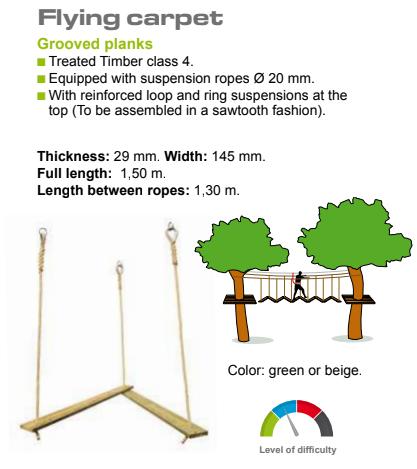 Flying carpet
Grooved planks
Treated Timber class 4.
Equipped with suspension ropes Ø 20 mm.
With reinforced loop and ring suspensions at the
top (To be assembled in a sawtooth fashion).
Thickness: 29 mm. Width: 145 mm.
Full length: 1,50 m.
Length between ropes: 1,30 m.
Color: green or beige.
Level of difficulty